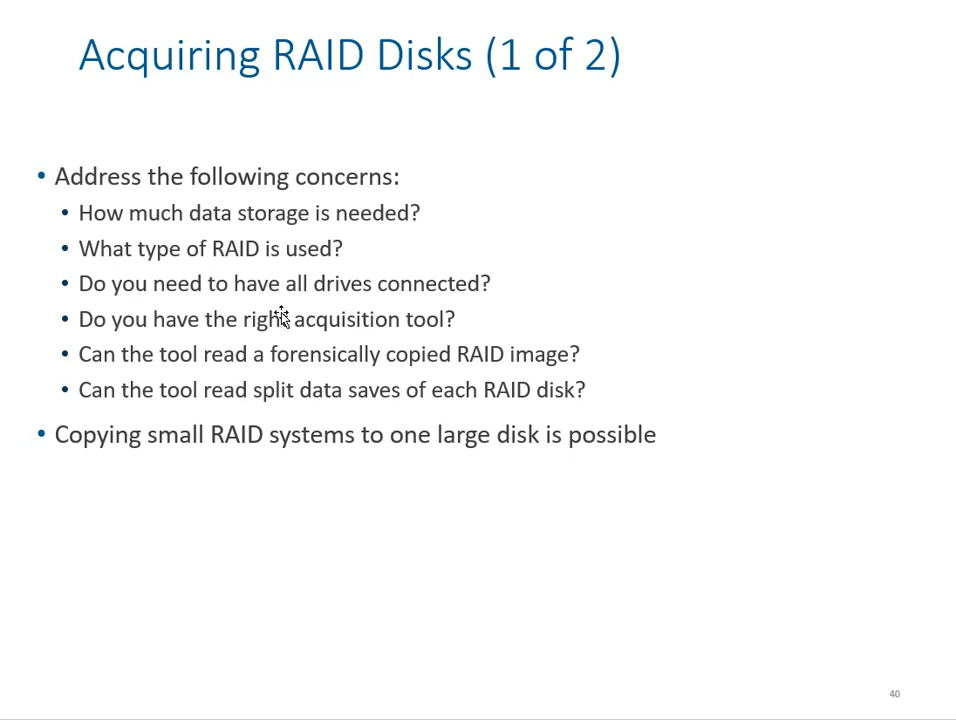 Acquiring RAID Disks (1 of 2)
• Address the following concerns:
• How much data storage is needed?
• What type of RAID is used?
• Do you need to have all drives connected?
• Do you have the right acquisition tool?
• Can the tool read a forensically copied RAID image?
• Can the tool read split data saves of each RAID disk?
• Copying small RAID systems to one large disk is possible
40